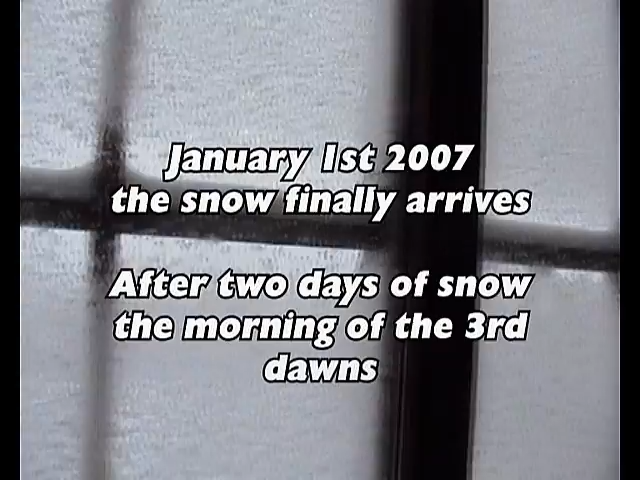 January 1st 2007
the snow finally arrives
After two days of snow
the morning of the 3rd
dawns